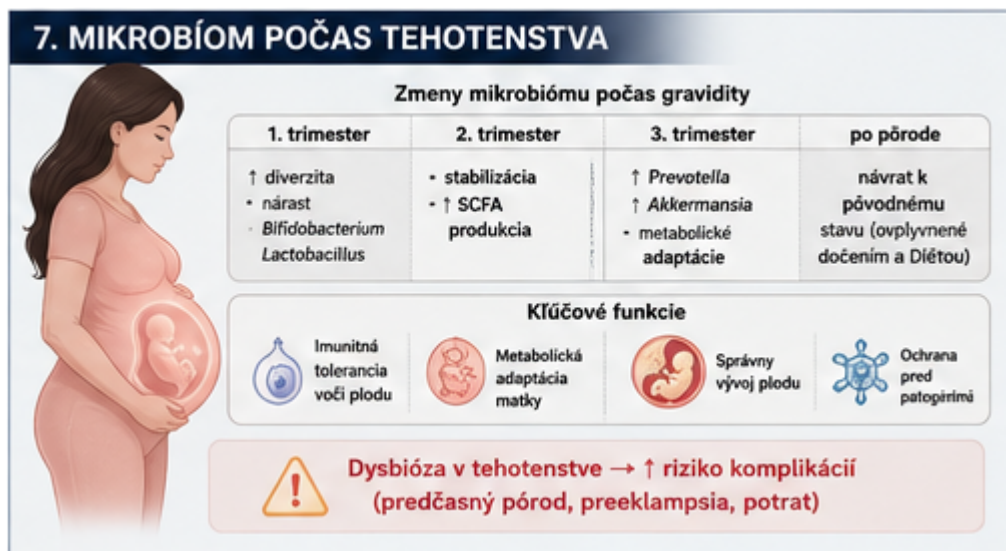 7. MIKROBÍOM POČAS TEHOTENSTVA
Zmeny mikrobiómu počas gravidity
1. trimester
↑ diverzita
• nárast
· Bifidobacterium
Lactobacillus
2. trimester
• stabilizácia
• ↑ SCFA
produkcia
3. trimester
↑ Prevotella
↑ Akkermansia
• metabolické
adaptácie
po pôrode
návrat k
pôvodnému
stavu (ovplyvnené
dočením a Diétou)
Kľúčové funkcie
Imunitná
tolerancia
voči plodu
Metabolická
adaptácia
matky
Správny
vývoj plodu
Ochrana
pred
Dysbióza v tehotenstve → ↑ riziko komplikácií
(predčasný pórod, preeklampsia, potrat)